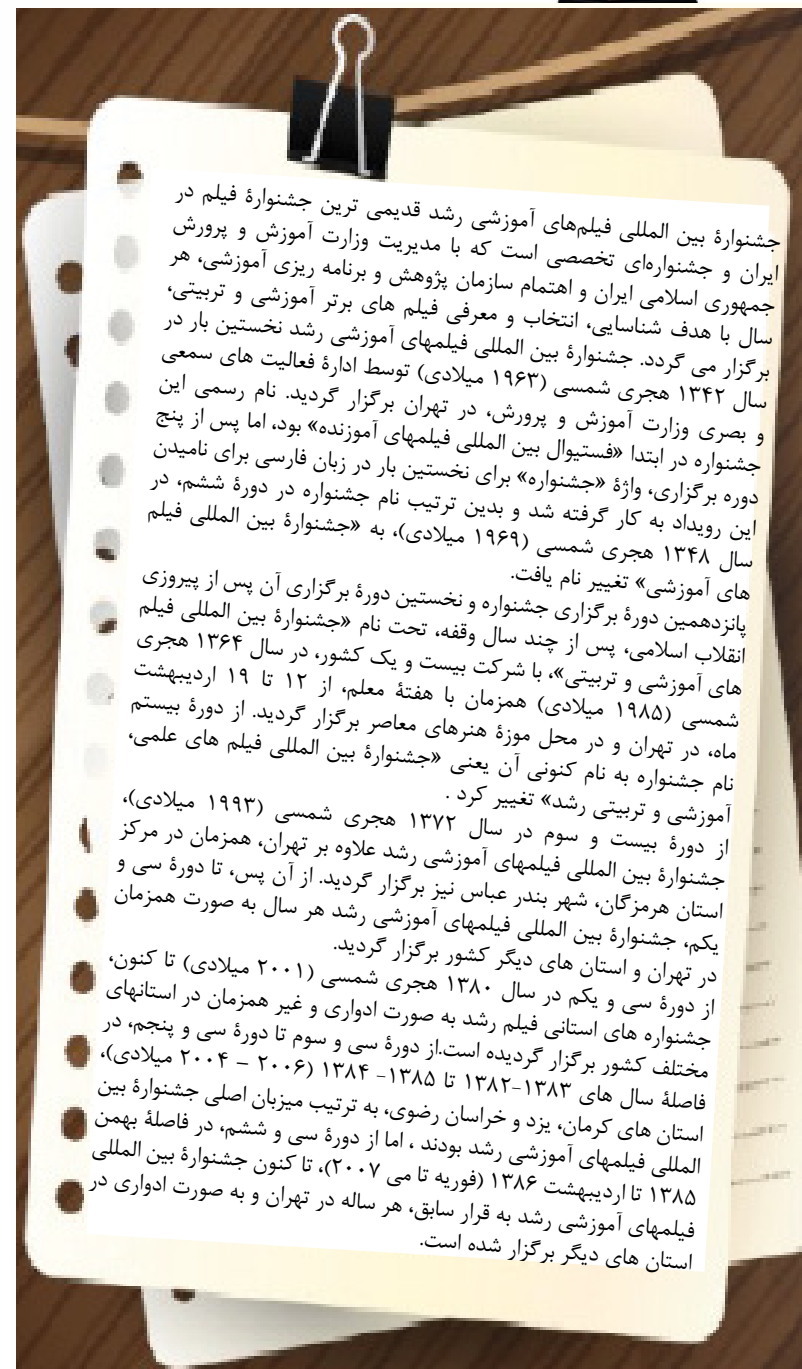 جشنوارهٔ بین المللی فیلم‌های آموزشی رشد قدیمی ترین جشنوارهٔ فیلم در
ایران و جشنواره‌ای تخصصی است که با مدیریت وزارت آموزش و پرورش
جمهوری اسلامی ایران و اهتمام سازمان پژوهش و برنامه ریزی آموزشی، هر
سال با هدف شناسایی، انتخاب و معرفی فیلم های برتر آموزشی و تربیتی،
برگزار می گردد. جشنوارهٔ بین المللی فیلمهای آموزشی رشد نخستین بار در
سال ۱۳۴۲ هجری شمسی (۱۹۶۳ میلادی) توسط ادارهٔ فعالیت های سمعی
و بصری وزارت آموزش و پرورش، در تهران برگزار گردید. نام رسمی این
جشنواره در ابتدا «فستیوال بین المللی فیلمهای آموزنده» بود، اما پس از پنج
دوره برگزاری، واژهٔ «جشنواره» برای نخستین بار در زبان فارسی برای نامیدن
این رویداد به کار گرفته شد و بدین ترتیب نام جشنواره در دورهٔ ششم، در
سال ۱۳۴۸ هجری شمسی (۱۹۶۹ میلادی)، به «جشنوارهٔ بین المللی فیلم
های آموزشی» تغییر نام یافت.
پانزدهمین دورهٔ برگزاری جشنواره و نخستین دورهٔ برگزاری آن پس از پیروزی
انقلاب اسلامی، پس از چند سال وقفه، تحت نام «جشنوارهٔ بین المللی فیلم
های آموزشی و تربیتی»، با شرکت بیست و یک کشور، در سال ۱۳۶۴ هجری
شمسی (۱۹۸۵ میلادی) همزمان با هفتهٔ معلم، از ۱۲ تا ۱۹ اردیبهشت
ماه، در تهران و در محل موزهٔ هنرهای معاصر برگزار گردید. از دورهٔ بیستم
نام جشنواره به نام کنونی آن یعنی «جشنوارهٔ بین المللی فیلم های علمی،
آموزشی و تربیتی رشد» تغییر کرد .
از دورهٔ بیست و سوم در سال ۱۳۷۲ هجری شمسی (۱۹۹۳ میلادی)،
جشنوارهٔ بین المللی فیلمهای آموزشی رشد علاوه بر تهران، همزمان در مرکز
استان هرمزگان، شهر بندر عباس نیز برگزار گردید. از آن پس، تا دورهٔ سی و
یکم، جشنوارهٔ بین المللی فیلمهای آموزشی رشد هر سال به صورت همزمان
در تهران و استان های دیگر کشور برگزار گردید.
از دورهٔ سی و یکم در سال ۱۳۸۰ هجری شمسی (۲۰۰۱ میلادی) تا کنون،
جشنواره های استانی فیلم رشد به صورت ادواری و غیر همزمان در استانهای
مختلف کشور برگزار گردیده است.از دورهٔ سی و سوم تا دورهٔ سی و پنجم، در
فاصلهٔ سال های ۱۳۸۳-۱۳۸۲ تا ۱۳۸۵- ۱۳۸۴ (۲۰۰۶ – ۲۰۰۴ میلادی)،
استان های کرمان، یزد و خراسان رضوی، به ترتیب میزبان اصلی جشنوارهٔ بین
المللی فیلمهای آموزشی رشد بودند ، اما از دورهٔ سی و ششم، در فاصلهٔ بهمن
۱۳۸۵ تا اردیبهشت ۱۳۸۶ (فوریه تا می ۲۰۰۷)، تا کنون جشنوارهٔ بین المللی
فیلمهای آموزشی رشد به قرار سابق، هر ساله در تهران و به صورت ادواری در
استان های دیگر برگزار شده است.